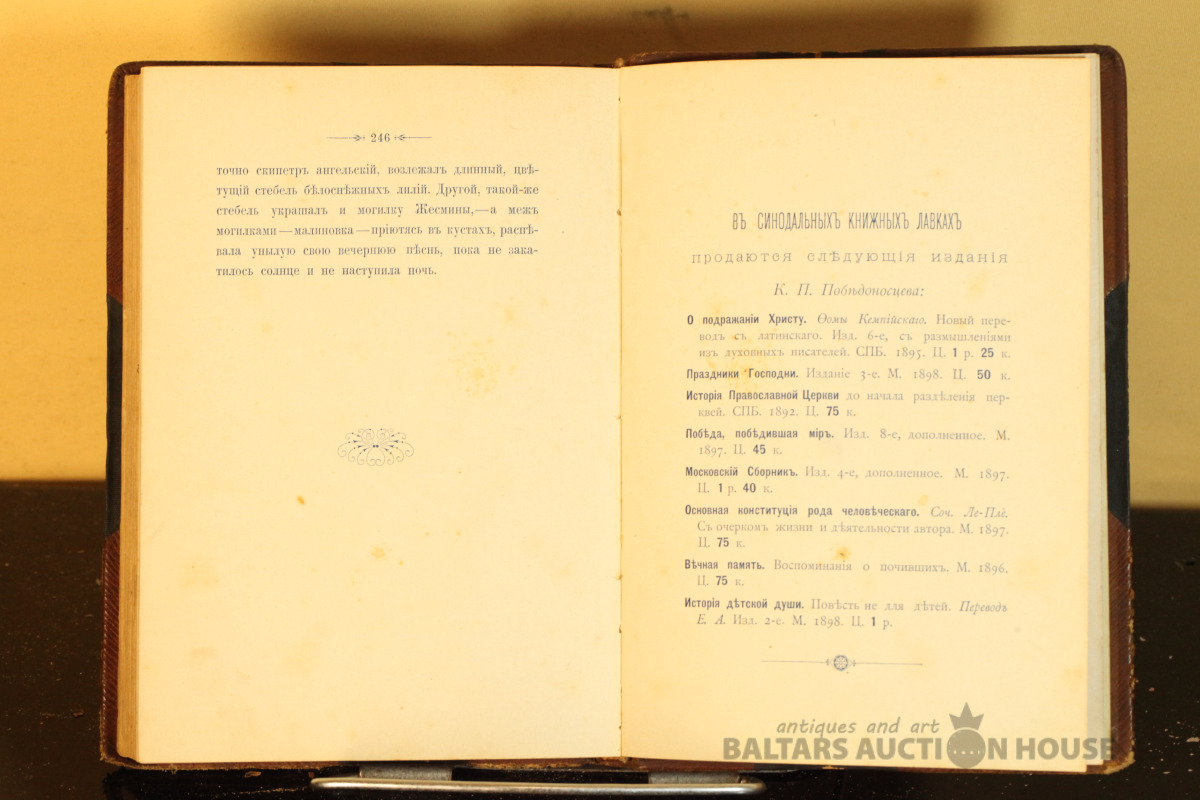 246
точно скипетръ ангельскій, возлежалъ длинный, цвѣ-
тущій стебель бѣлоснѣжныхъ лилій. Другой, такой-же
стебель украшалъ и могилку Жесмины,—а межъ
могилками—малиновка—пріютясь въ кустахъ, распѣ-
вала унылую свою вечернюю пѣснь, пока не зака-
тилось солнце и не наступила ночь.
ВЪ СИНОДАЛЬНЫХЪ КНИЖНЫХЪ ЛАВКАХЪ
продаются слѣдующія изданія
К. П. Побѣдоносцева:
О подражаніи Христу. Ѳомы Кемпійскаго. Новый пере-
водъ съ латинскаго. Изд. 6-е, съ размышленіями
изъ духовныхъ писателей. СПБ. 1895. Ц. 1 р. 25 к.
Праздники Господни. Изданіе 3-е. М. 1898. Ц. 50 к.
Исторія Православной Церкви до начала раздѣленія цер-
квей. СПБ. 1892. Ц. 75 к.
Побѣда, побѣдившая міръ. Изд. 8-е, дополненное. М.
1897. Ц. 45 к.
Московскій Сборникъ. Изд. 4-е, дополненное. М. 1897.
Ц. 1 р. 40 к.
Основная конституція рода человѣческаго. Соч. Ле-Плѐ.
Съ очеркомъ жизни и дѣятельности автора. М. 1897.
Ц. 75 к.
Вѣчная память. Воспоминанія о почившихъ. М. 1896.
Ц. 75 к.
Исторія дѣтской души. Повѣсть не для дѣтей. Переводъ
Е. А. Изд. 2-е. М. 1898. Ц. 1 р.
antiques and art
BALTARS AUCTION HOUSE